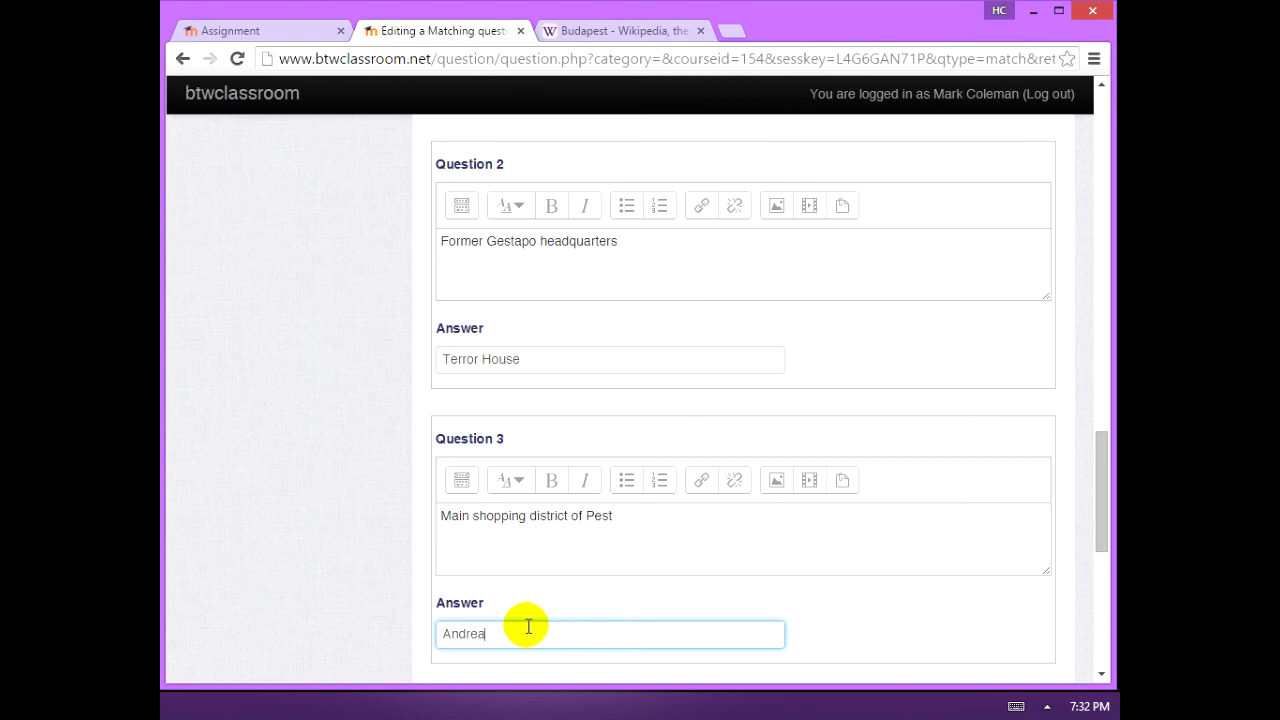 HC
Assignment
Editing a Matching quest
W Budapest - Wikipedia, the
www.btwclassroom.net/question/question.php?category=&courseid=154&sesskey=L4G6GAN71P&qtype=match&ret
btwclassroom
You are logged in as Mark Coleman (Log out)
Question 2
B I
Former Gestapo headquarters
Answer
Terror House
Question 3
B I
Main shopping district of Pest
Answer
Andrea
7:32 PM